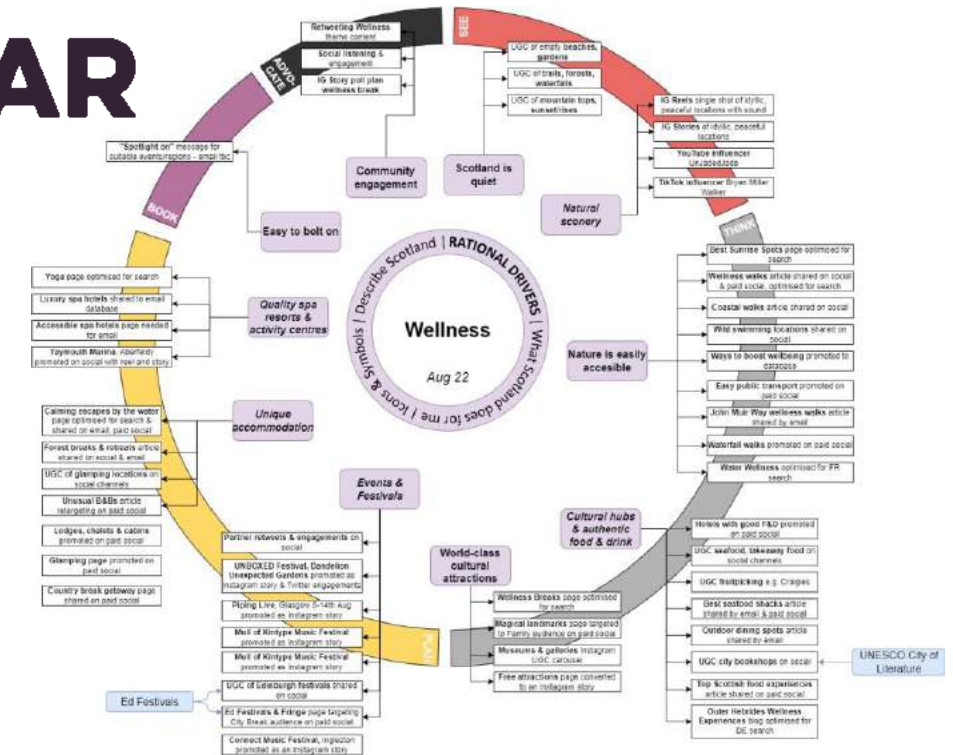 AR
SEE
THINK
PLAN
BOOK
ADVO-
CATE
Retweeting Wellness
theme content
Social listening &
engagement
IG Story poll plan
wellness break
Community
engagement
"Spotlight on" message for
suitable events/regions - email tbc
Easy to bolt on
UGC of empty beaches,
gardens
UGC of trails, forests,
waterfalls
UGC of mountain tops,
sunset/rises
Scotland is
quiet
IG Reels single shot of idyllic,
peaceful locations with sound
IG Stories of idyllic, peaceful
locations
YouTube influencer
UnJadedJade
TikTok influencer Bryan Miller
Walker
Natural
scenery
Describe Scotland | RATIONAL DRIVERS | What Scotland does for me | Icons & Symbols |
Wellness
Aug 22
Best Sunrise Spots page optimised for
search
Wellness walks article shared on social
& paid social, optimised for search
Coastal walks article shared on social
Wild swimming locations shared on
social
Ways to boost wellbeing promoted to
database
Easy public transport promoted on
paid social
John Muir Way wellness walks article
shared by email
Waterfall walks promoted on paid social
Water Wellness optimised for FR
search
Nature is easily
accesible
Yoga page optimised for search
Luxury spa hotels shared to email
database
Accessible spa hotels page needed
for email
Taymouth Marina, Aberfeldy
promoted on social with reel and story
Quality spa
resorts &
activity centres
Calming escapes by the water
page optimised for search &
shared on email, paid social
Forest breaks & retreats article
shared on social & email
UGC of glamping locations on
social channels
Unusual B&Bs article
retargeting on paid social
Lodges, chalets & cabins
promoted on paid social
Glamping page promoted on
paid social
Country break getaway page
shared on paid social
Unique
accommodation
Events &
Festivals
Partner retweets & engagements on
social
UNBOXED Festival, Dandelion
Unexpected Gardens promoted as
Instagram story & Twitter engagements
Piping Live, Glasgow 6-14th Aug
promoted as Instagram story
Mull of Kintype Music Festival
promoted as Instagram story
Mull of Kintype Music Festival
promoted as Instagram story
UGC of Edinburgh festivals shared
on social
Ed Festivals & Fringe page targeting
City Break audience on paid social
Connect Music Festival, Ingleston
promoted as an Instagram story
Ed Festivals
World-class
cultural
attractions
Wellness Breaks page optimised
for search
Magical landmarks page targeted
to Family audience on paid social
Museums & galleries Instagram
UGC carousel
Free attractions page converted
to an Instagram story
Cultural hubs
& authentic
food & drink
Hotels with good F&D promoted
on paid social
UGC seafood, takeaway food on
social channels
UGC fruitpicking e.g. Craigies
Best seafood shacks article
shared by email & paid social
Outdoor dining spots article
shared by email
UGC city bookshops on social
Top Scottish food experiences
article shared on paid social
Outer Hebrides Wellness
Experiences blog optimised for
DE search
UNESCO City of
Literature